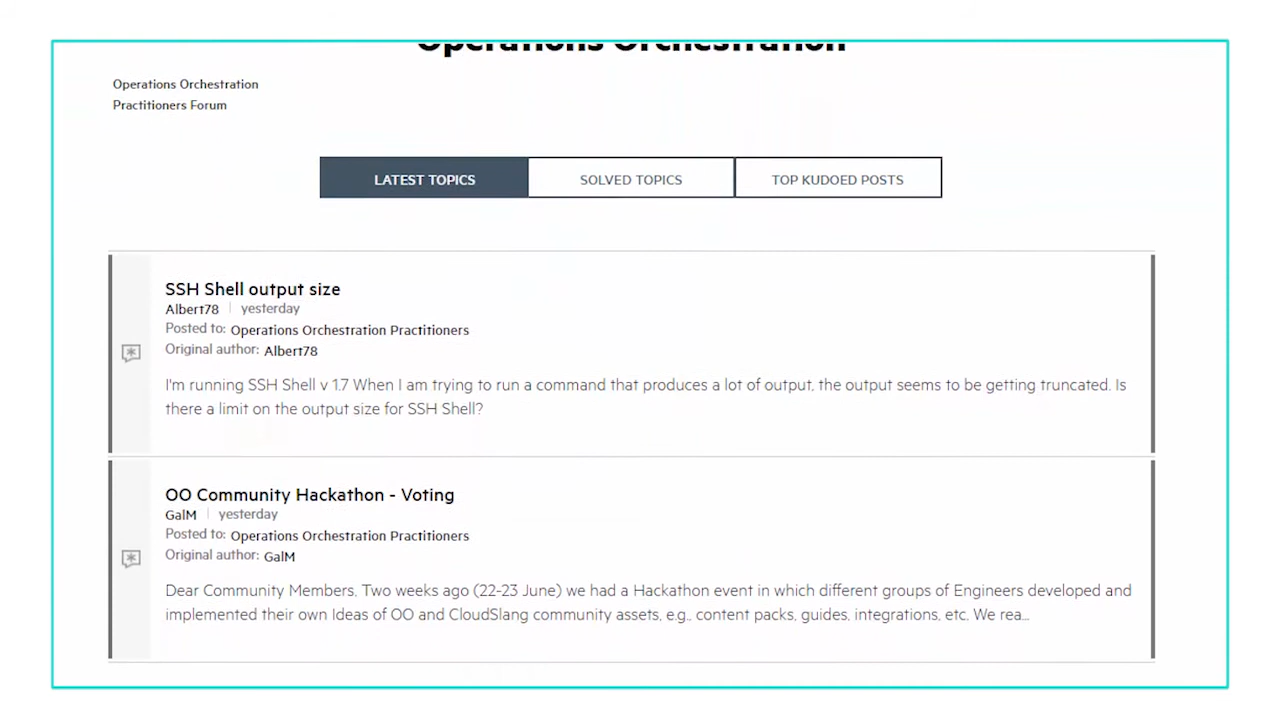 Operations Orchestration
Operations Orchestration
Practitioners Forum
LATEST TOPICS
SOLVED TOPICS
TOP KUDOED POSTS
SSH Shell output size
Albert78 | yesterday
Posted to: Operations Orchestration Practitioners
Original author: Albert78
I'm running SSH Shell v 1.7 When I am trying to run a command that produces a lot of output, the output seems to be getting truncated. Is
there a limit on the output size for SSH Shell?
OO Community Hackathon - Voting
GalM | yesterday
Posted to: Operations Orchestration Practitioners
Original author: GalM
Dear Community Members, Two weeks ago (22-23 June) we had a Hackathon event in which different groups of Engineers developed and
implemented their own Ideas of OO and CloudSlang community assets, e.g., content packs, guides, integrations, etc. We rea...